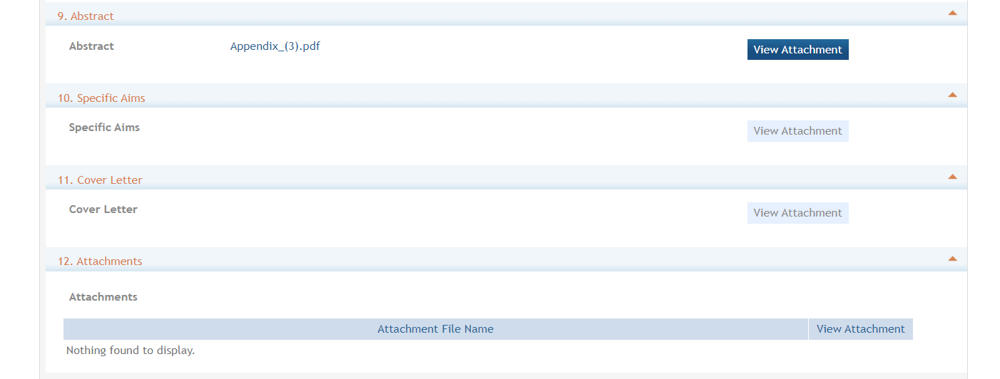 9. Abstract
Abstract Appendix_(3).pdf View Attachment
10. Specific Aims
Specific Aims View Attachment
11. Cover Letter
Cover Letter View Attachment
12. Attachments
Attachments
Attachment File Name View Attachment
Nothing found to display.